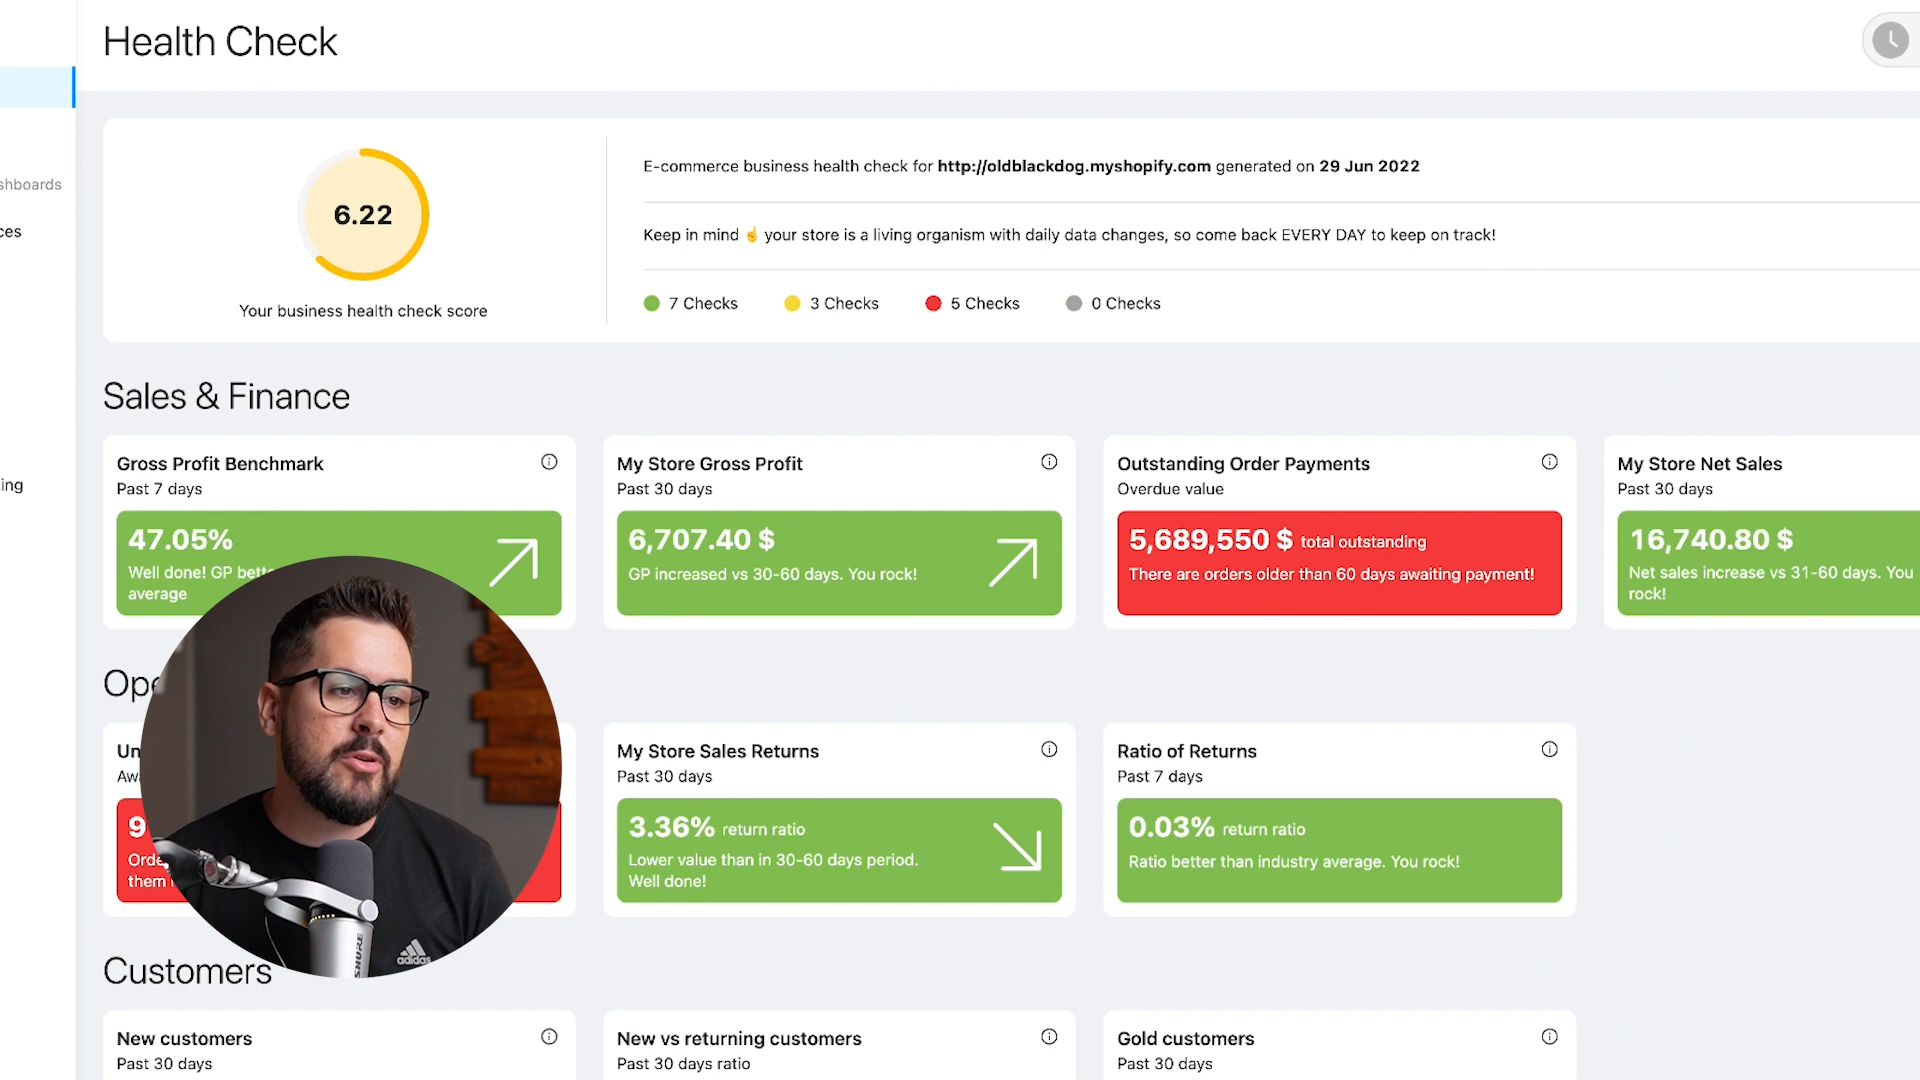 Health Check
6.22
Your business health check score
E-commerce business health check for http://oldblackdog.myshopify.com generated on 29 Jun 2022
Keep in mind ☝ your store is a living organism with daily data changes, so come back EVERY DAY to keep on track!
7 Checks
3 Checks
5 Checks
0 Checks
shboards
ces
ing
Sales & Finance
Gross Profit Benchmark
Past 7 days
47.05%
Well done! GP
average
My Store Gross Profit
Past 30 days
6,707.40 $
GP increased vs 30-60 days. You rock!
Outstanding Order Payments
Overdue value
5,689,550 $ total outstanding
There are orders older than 60 days awaiting payment!
My Store Net Sales
Past 30 days
16,740.80 $
Net sales increase vs 31-60 days. You
rock!
Ope
Un
Aw
9
Orde
them
My Store Sales Returns
Past 30 days
3.36% return ratio
Lower value than in 30-60 days period.
Well done!
Ratio of Returns
Past 7 days
0.03% return ratio
Ratio better than industry average. You rock!
SHURE
adidas
Customers
New customers
Past 30 days
New vs returning customers
Past 30 days ratio
Gold customers
Past 30 days